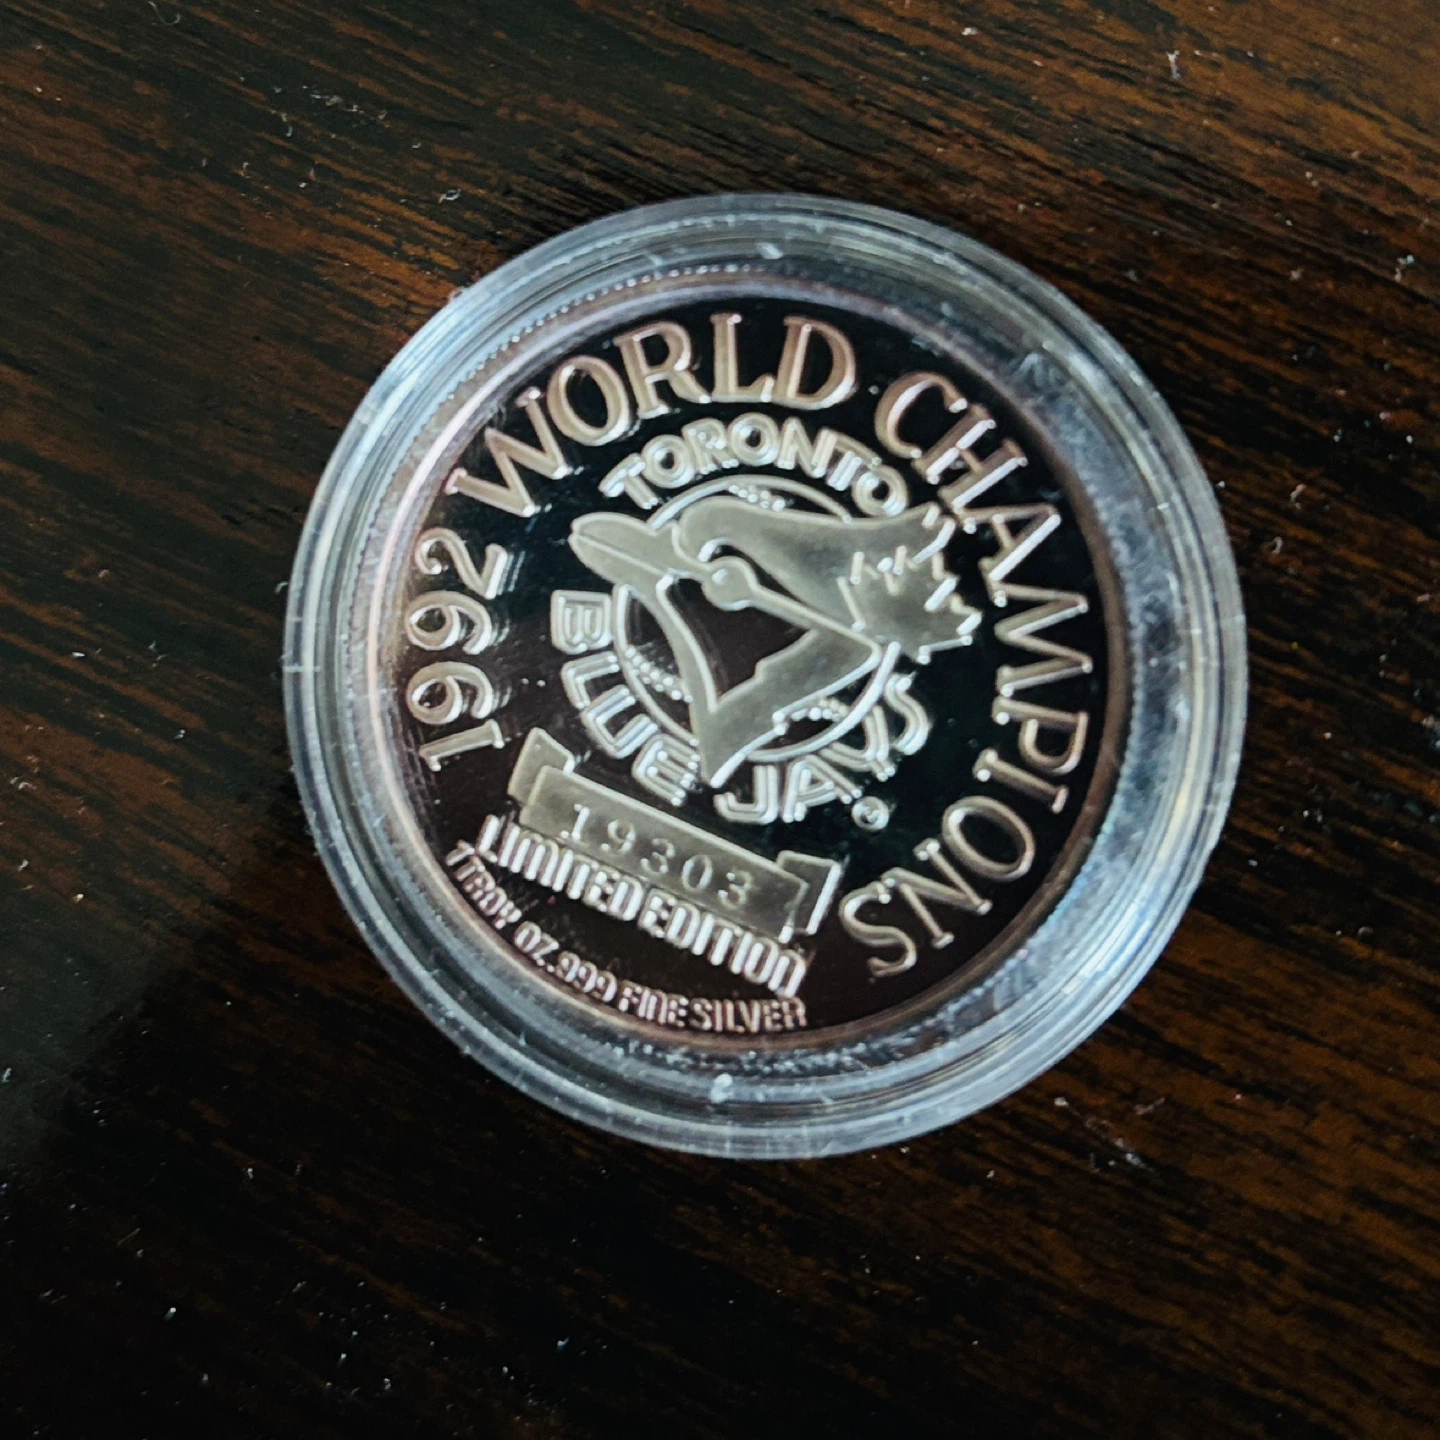 1992 WORLD CHAMPIONS
TORONTO
BLUE JAYS
19303
LIMITED EDITION
1 TROY OZ. .999 FINE SILVER